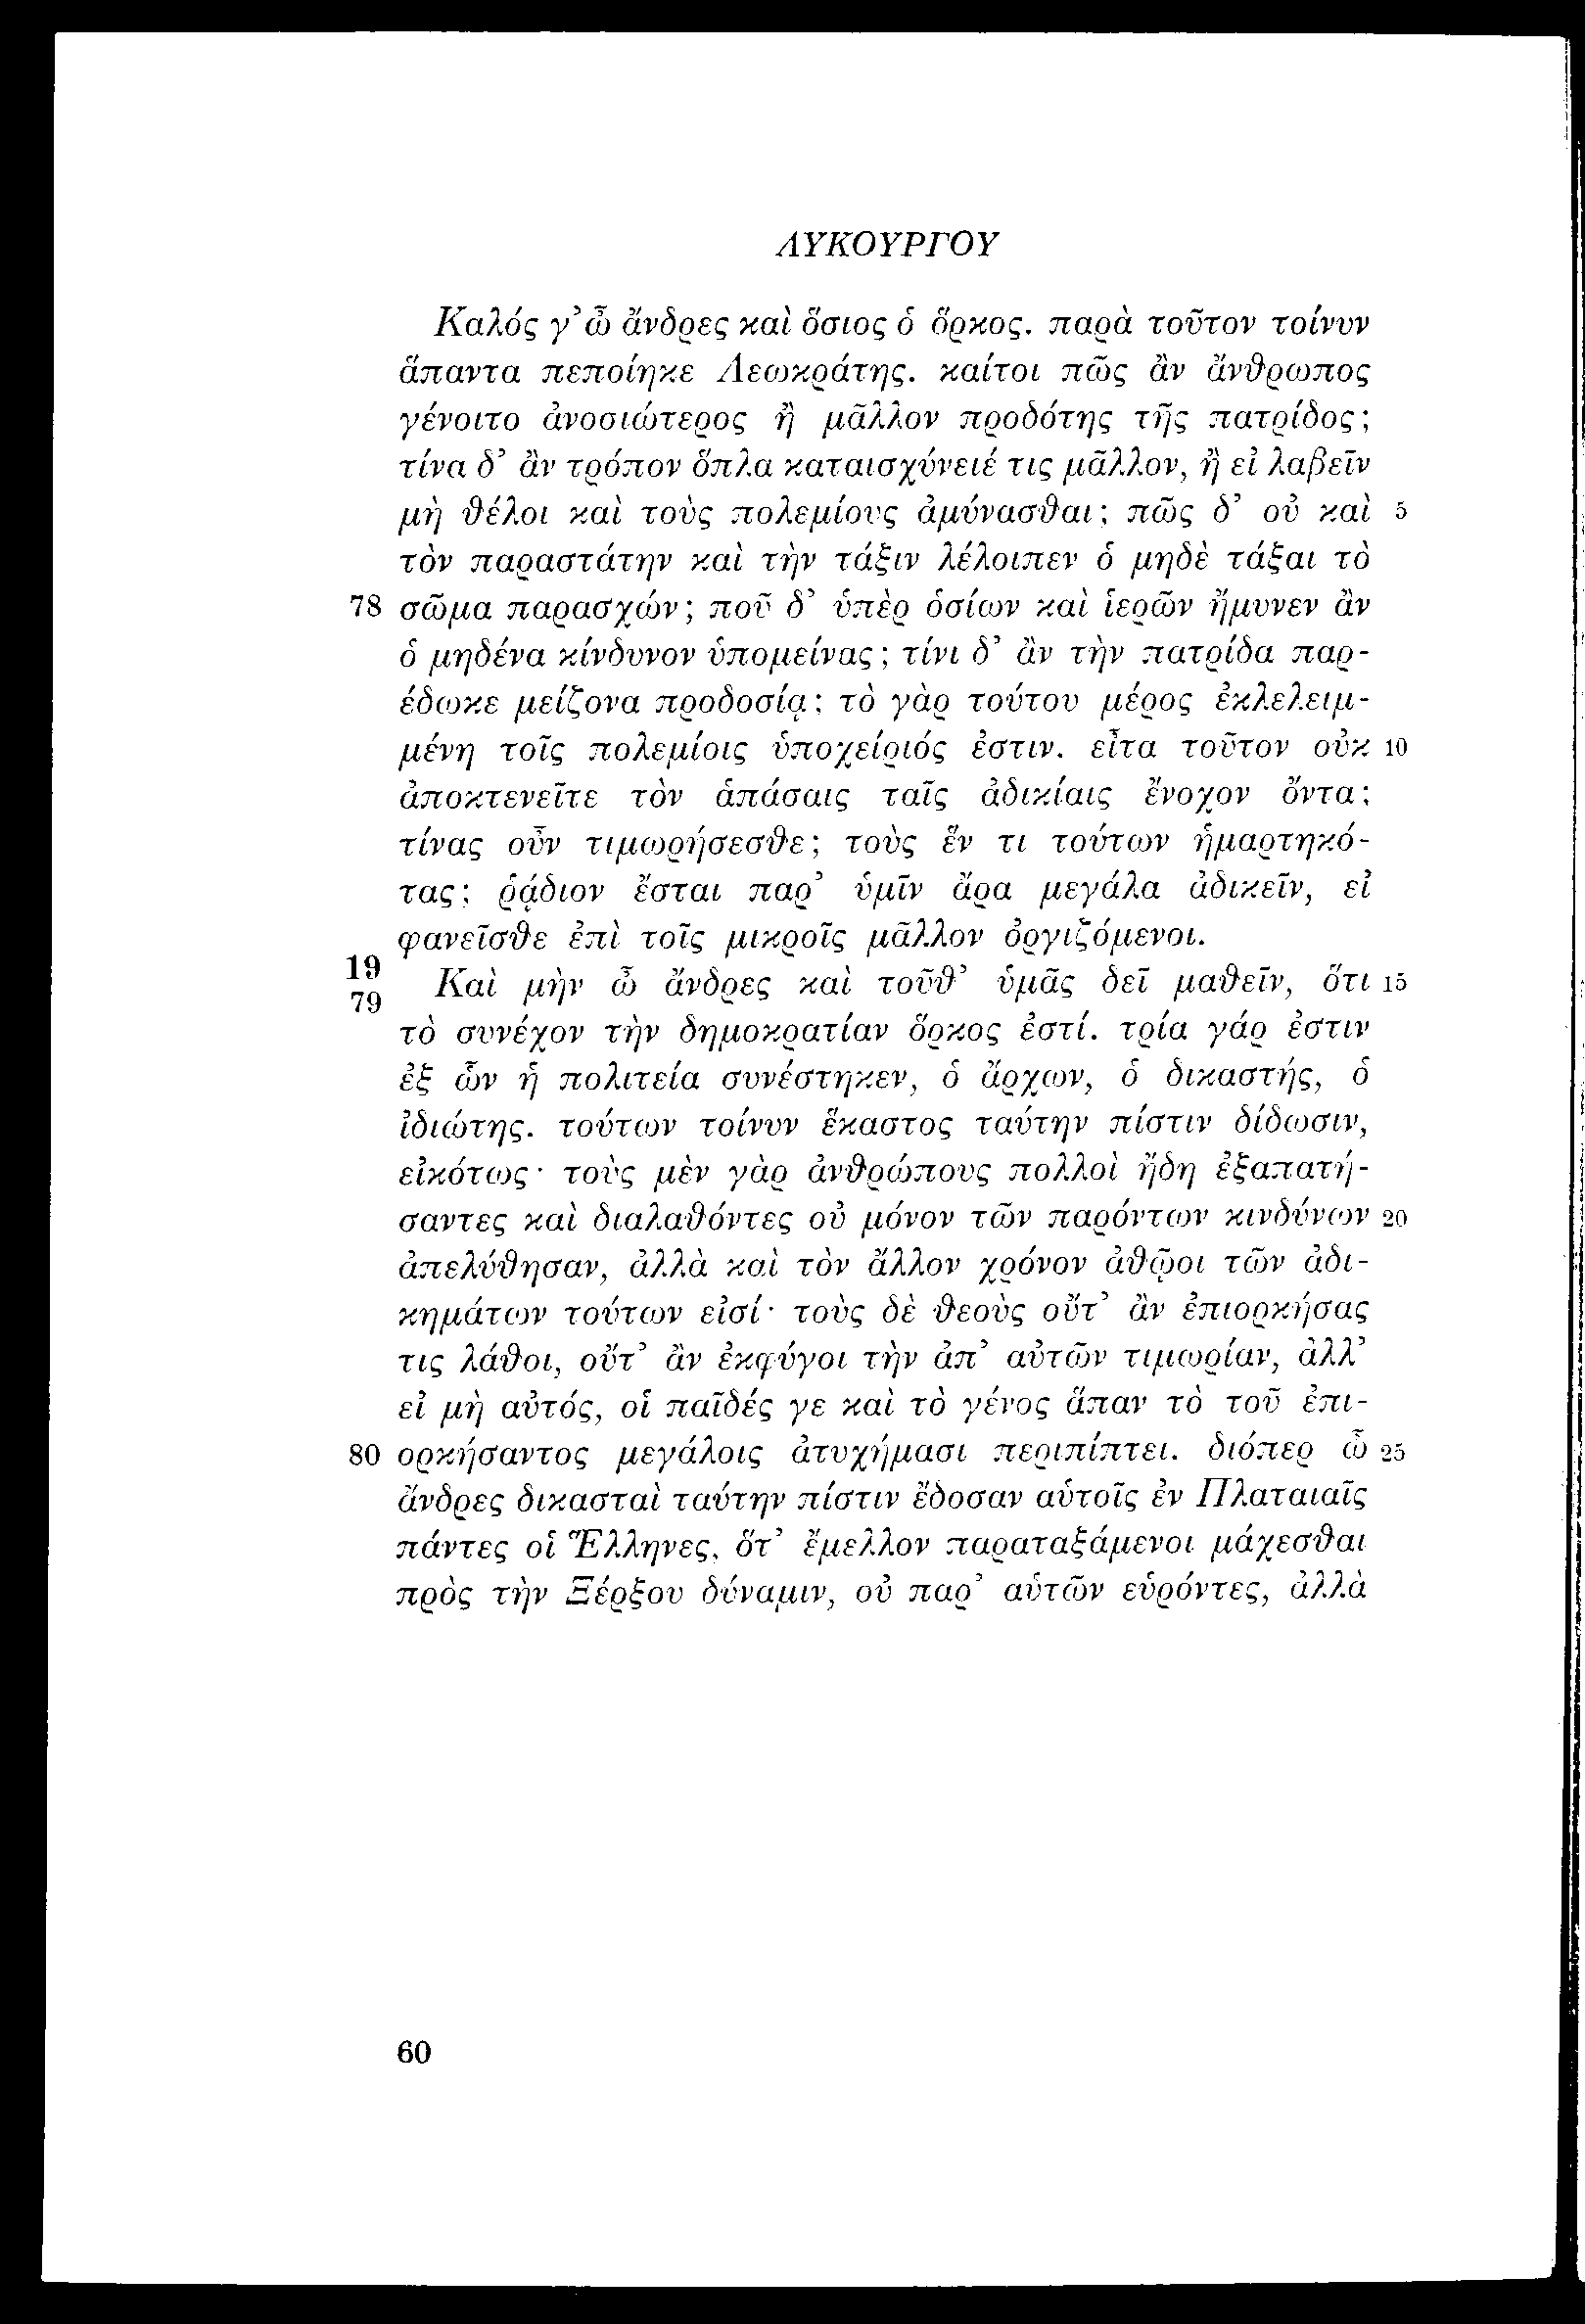 ΛΥΚΟΥΡΓΟΥ
Καλός γ’ ὦ ἄνδρες καὶ ὅσιος ὁ ὅρκος. παρὰ τοῦτον τοίνυν
ἅπαντα πεποίηκε Λεωκράτης. καίτοι πῶς ἂν ἄνθρωπος
γένοιτο ἀνοσιώτερος ἢ μᾶλλον προδότης τῆς πατρίδος;
τίνα δ’ ἂν τρόπον ὅπλα καταισχύνειέ τις μᾶλλον, ἢ εἰ λαβεῖν
μὴ θέλοι καὶ τοὺς πολεμίους ἀμύνασθαι; πῶς δ’ οὐ καὶ 5
τὸν παραστάτην καὶ τὴν τάξιν λέλοιπεν ὁ μηδὲ τάξαι τὸ
78 σῶμα παρασχών; ποῦ δ’ ὑπὲρ ὁσίων καὶ ἱερῶν ἤμυνεν ἂν
ὁ μηδένα κίνδυνον ὑπομείνας; τίνι δ’ ἂν τὴν πατρίδα παρ-
έδωκε μείζονα προδοσίᾳ; τὸ γὰρ τούτου μέρος ἐκλελειμ-
μένη τοῖς πολεμίοις ὑποχείριός ἐστιν. εἶτα τοῦτον οὐκ 10
ἀποκτενεῖτε τὸν ἁπάσαις ταῖς ἀδικίαις ἔνοχον ὄντα;
τίνας οὖν τιμωρήσεσθε; τοὺς ἕν τι τούτων ἡμαρτηκό-
τας; ῥᾴδιον ἔσται παρ’ ὑμῖν ἄρα μεγάλα ἀδικεῖν, εἰ
φανεῖσθε ἐπὶ τοῖς μικροῖς μᾶλλον ὀργιζόμενοι.
19
79 Καὶ μὴν ὦ ἄνδρες καὶ τοῦθ’ ὑμᾶς δεῖ μαθεῖν, ὅτι 15
τὸ συνέχον τὴν δημοκρατίαν ὅρκος ἐστί. τρία γάρ ἐστιν
ἐξ ὧν ἡ πολιτεία συνέστηκεν, ὁ ἄρχων, ὁ δικαστής, ὁ
ἰδιώτης. τούτων τοίνυν ἕκαστος ταύτην πίστιν δίδωσιν,
εἰκότως· τοὺς μὲν γὰρ ἀνθρώπους πολλοὶ ἤδη ἐξαπατή-
σαντες καὶ διαλαθόντες οὐ μόνον τῶν παρόντων κινδύνων 20
ἀπελύθησαν, ἀλλὰ καὶ τὸν ἄλλον χρόνον ἀθῷοι τῶν ἀδι-
κημάτων τούτων εἰσί· τοὺς δὲ θεοὺς οὔτ’ ἂν ἐπιορκήσας
τις λάθοι, οὔτ’ ἂν ἐκφύγοι τὴν ἀπ’ αὐτῶν τιμωρίαν, ἀλλ’
εἰ μὴ αὐτός, οἱ παῖδές γε καὶ τὸ γένος ἅπαν τὸ τοῦ ἐπι-
80 ορκήσαντος μεγάλοις ἀτυχήμασι περιπίπτει. διόπερ ὦ 25
ἄνδρες δικασταὶ ταύτην πίστιν ἔδοσαν αὑτοῖς ἐν Πλαταιαῖς
πάντες οἱ Ἕλληνες, ὅτ’ ἔμελλον παραταξάμενοι μάχεσθαι
πρὸς τὴν Ξέρξου δύναμιν, οὐ παρ’ αὑτῶν εὑρόντες, ἀλλὰ
60